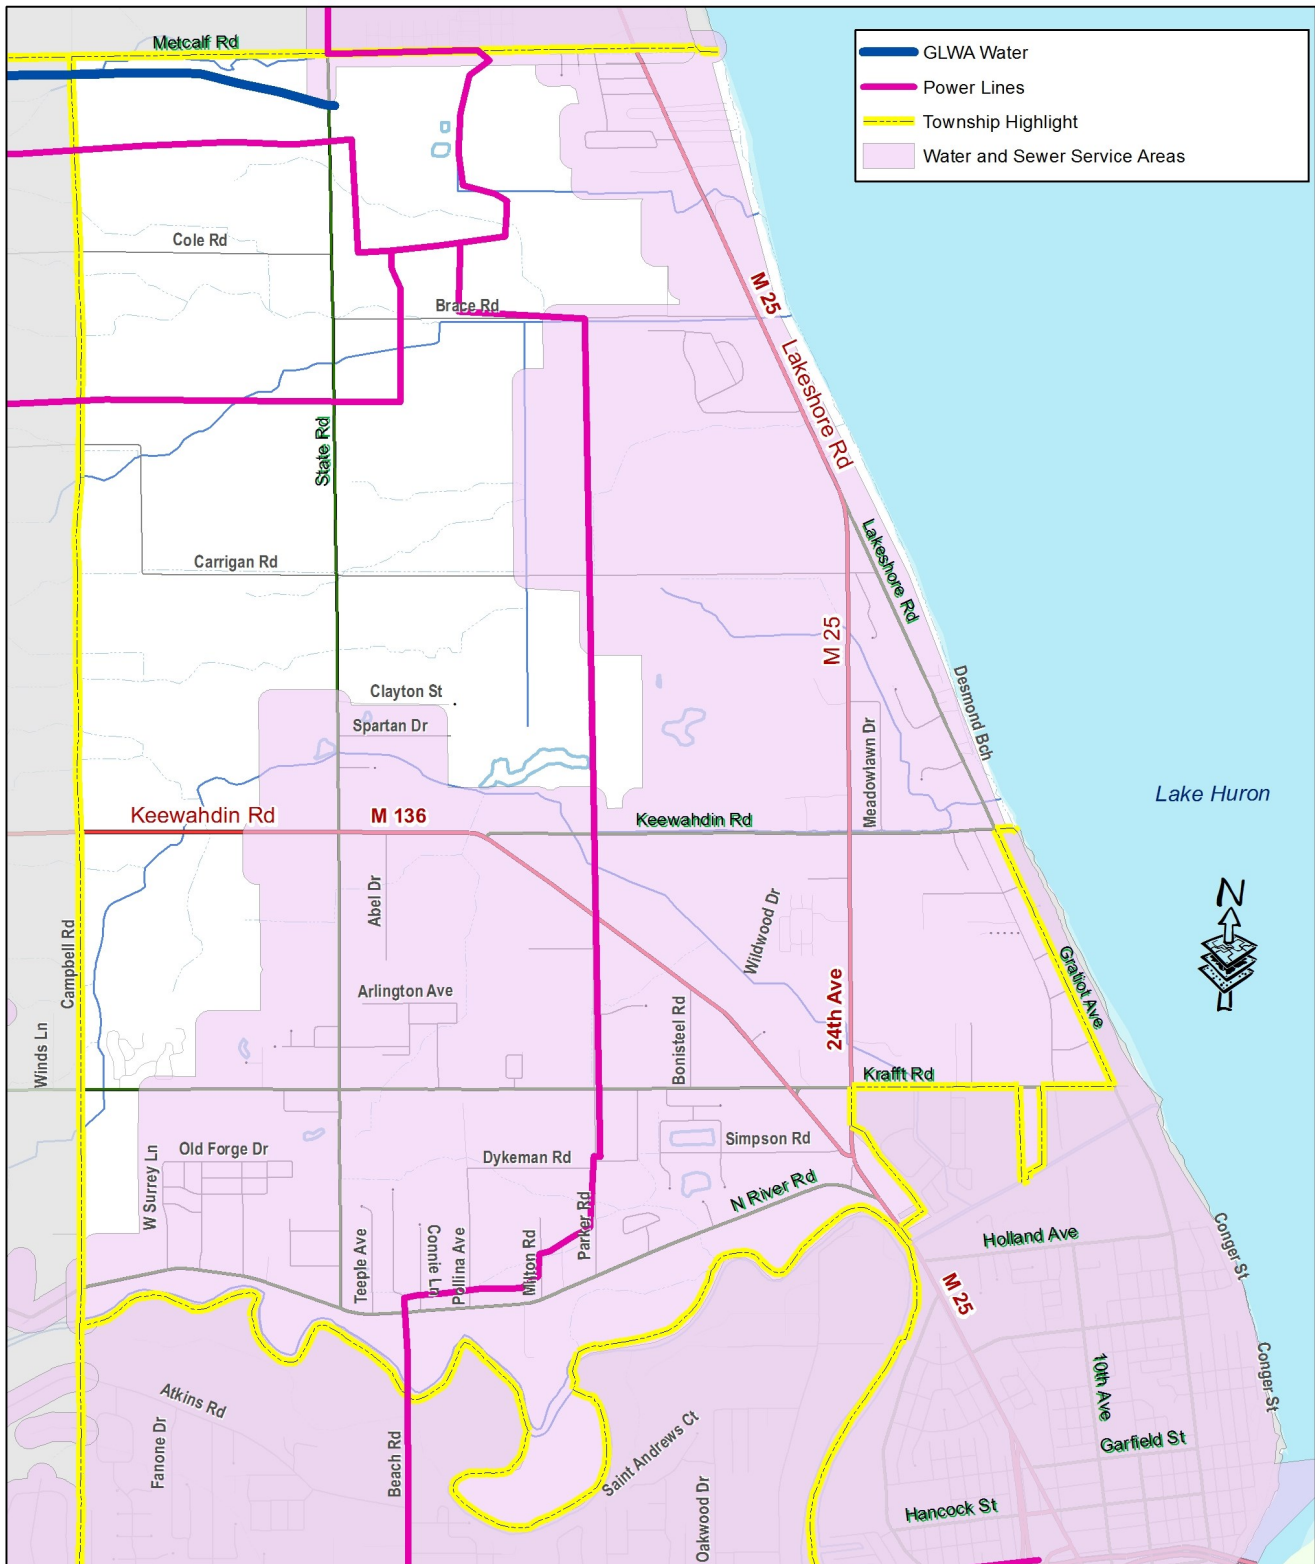 Metcalf Rd
GLWA Water
Power Lines
Township Highlight
Water and Sewer Service Areas
Cole Rd
M 25
Brace Rd
Lakeshore Rd
State Rd
Carrigan Rd
Lakeshore Rd
M 25
Clayton St
Desmond Bch
Spartan Dr
Meadowlawn Dr
Lake Huron
Keewahdin Rd
M 136
Keewahdin Rd
N
Abel Dr
Wildwood Dr
Campbell Rd
Gratiot Ave
Arlington Ave
24th Ave
Bonisteel Rd
Winds Ln
Krafft Rd
Old Forge Dr
Simpson Rd
W Surrey Ln
Dykeman Rd
N River Rd
Parker Rd
Holland Ave
Conger St
Teeple Ave
Connie Ln
Pollina Ave
Milton Rd
M 25
Conger St
Atkins Rd
10th Ave
Fanone Dr
Beach Rd
Saint Andrews Ct
Garfield St
Oakwood Dr
Hancock St